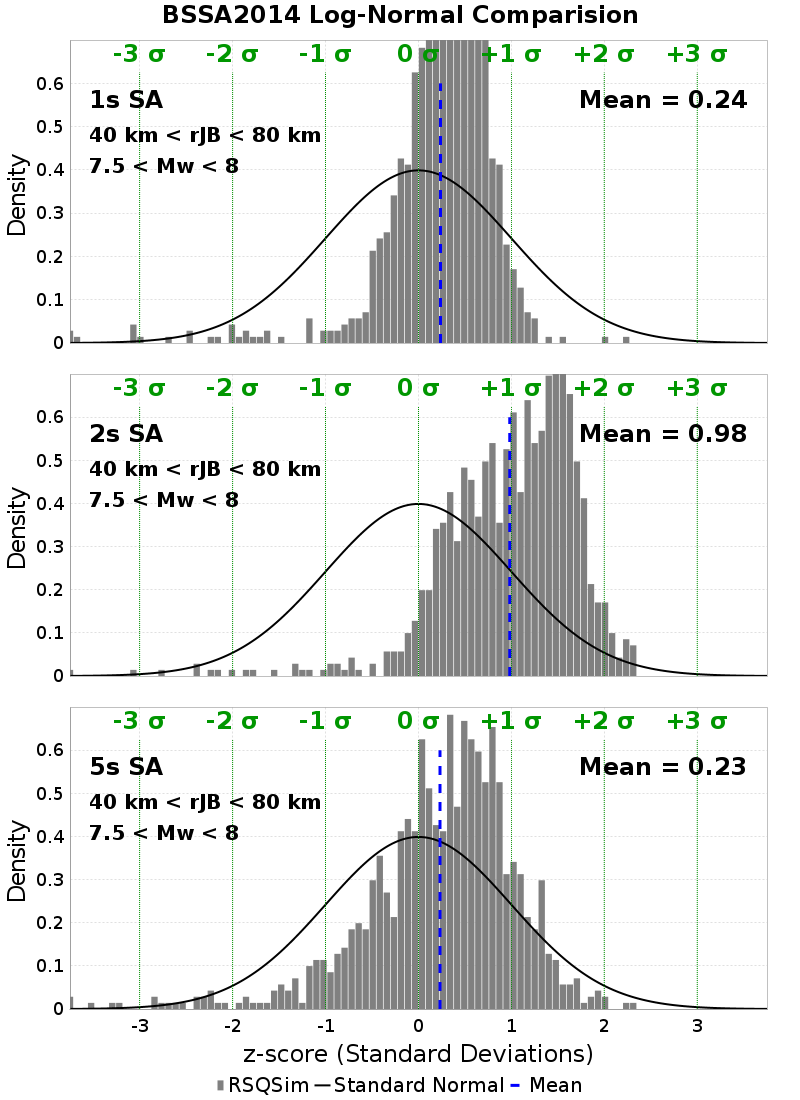 BSSA2014 Log-Normal Comparision
-3 σ -2 σ -1 σ 0 σ +1 σ +2 σ +3 σ
1s SA Mean = 0.24
40 km < rJB < 80 km
7.5 < Mw < 8
Density
0.6
0.5
0.4
0.3
0.2
0.1
0
-3 σ -2 σ -1 σ 0 σ +1 σ +2 σ +3 σ
2s SA Mean = 0.98
40 km < rJB < 80 km
7.5 < Mw < 8
Density
0.6
0.5
0.4
0.3
0.2
0.1
0
-3 σ -2 σ -1 σ 0 σ +1 σ +2 σ +3 σ
5s SA Mean = 0.23
40 km < rJB < 80 km
7.5 < Mw < 8
Density
0.6
0.5
0.4
0.3
0.2
0.1
0
-3 -2 -1 0 1 2 3
z-score (Standard Deviations)
RSQSim Standard Normal Mean